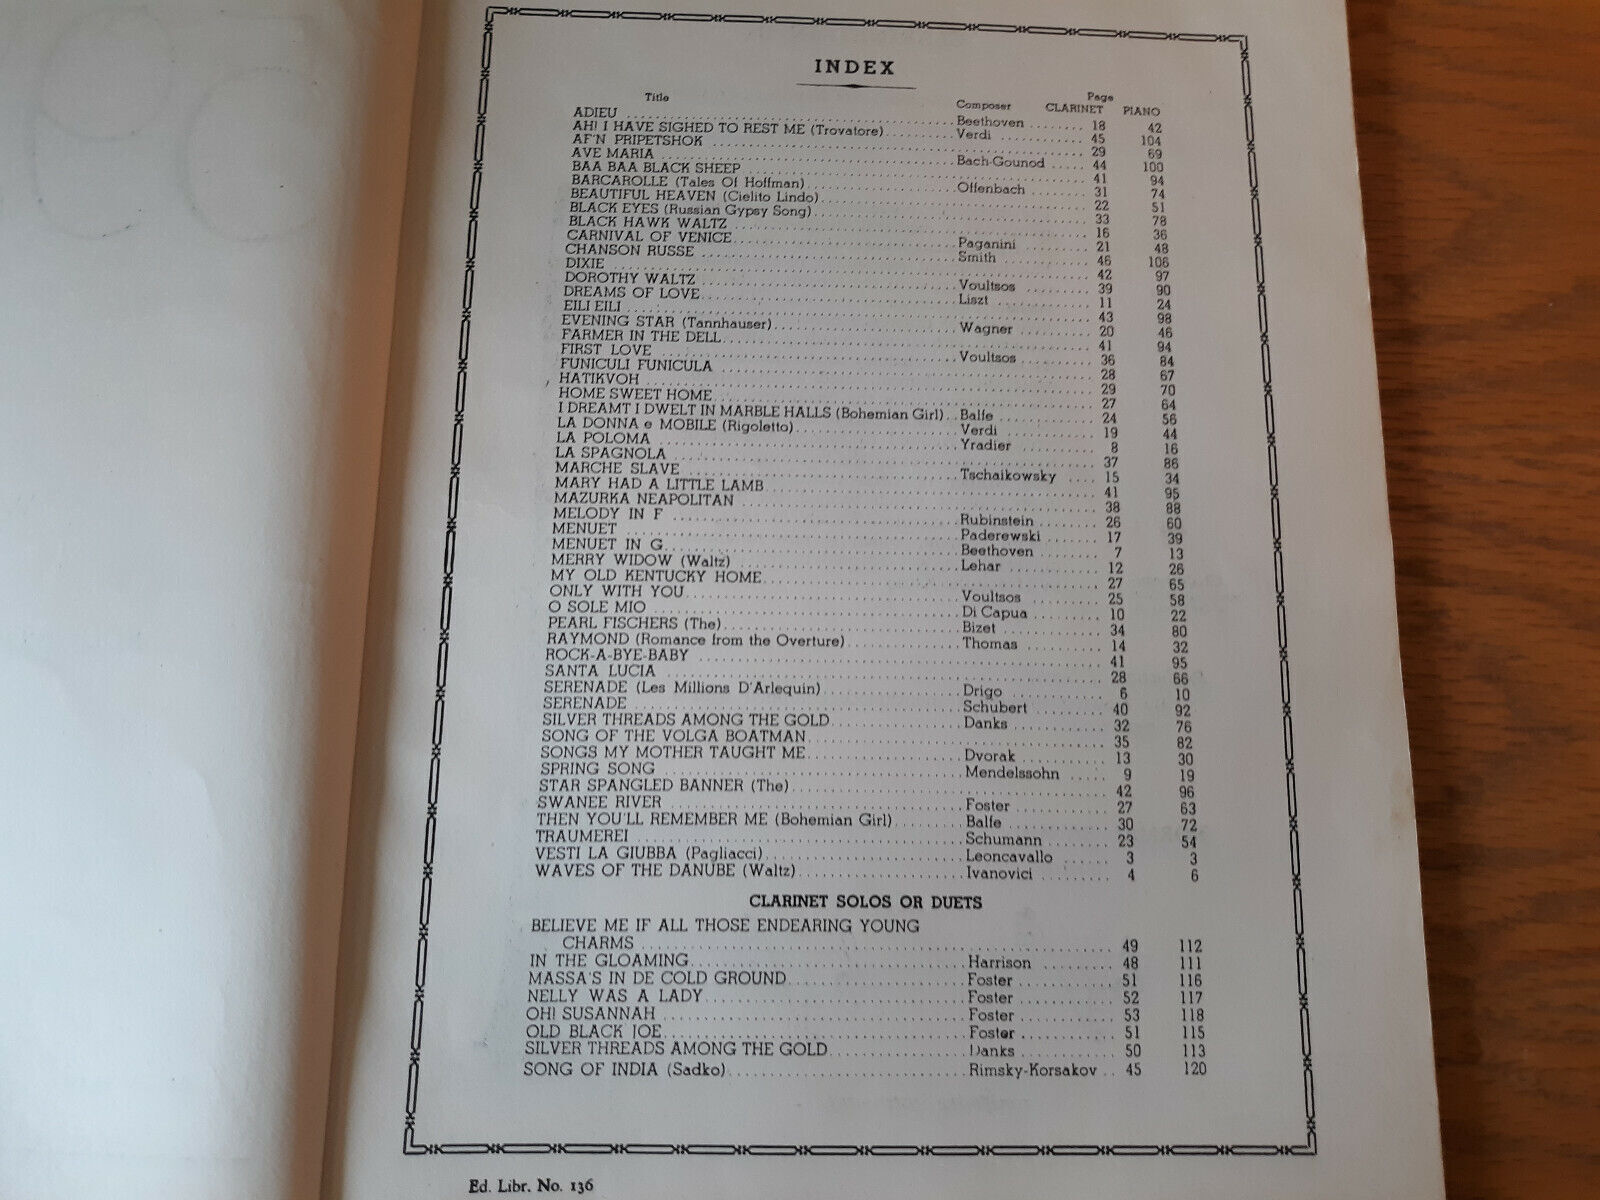 INDEX
Title Composer Page CLARINET PIANO
ADIEU Beethoven 18 42
AH! I HAVE SIGHED TO REST ME (Trovatore) Verdi 45 104
AF'N PRIPETSHOK 29 69
AVE MARIA Bach-Gounod 44 100
BAA BAA BLACK SHEEP 41 94
BARCAROLLE (Tales Of Hoffman) Offenbach 31 74
BEAUTIFUL HEAVEN (Cielito Lindo) 22 51
BLACK EYES (Russian Gypsy Song) 33 78
BLACK HAWK WALTZ 16 36
CARNIVAL OF VENICE Paganini 21 48
CHANSON RUSSE Smith 46 106
DIXIE 42 97
DOROTHY WALTZ Voultsos 39 90
DREAMS OF LOVE Liszt 11 24
EILI EILI 43 98
EVENING STAR (Tannhauser) Wagner 20 46
FARMER IN THE DELL 41 94
FIRST LOVE Voultsos 36 84
FUNICULI FUNICULA 28 67
HATIKVOH 29 70
HOME SWEET HOME 27 64
I DREAMT I DWELT IN MARBLE HALLS (Bohemian Girl) Balfe 24 56
LA DONNA e MOBILE (Rigoletto) Verdi 19 44
LA POLOMA Yradier 8 16
LA SPAGNOLA 37 86
MARCHE SLAVE Tschaikowsky 15 34
MARY HAD A LITTLE LAMB 41 95
MAZURKA NEAPOLITAN 38 88
MELODY IN F Rubinstein 26 60
MENUET Paderewski 17 39
MENUET IN G Beethoven 7 13
MERRY WIDOW (Waltz) Lehar 12 26
MY OLD KENTUCKY HOME 27 65
ONLY WITH YOU Voultsos 25 58
O SOLE MIO Di Capua 10 22
PEARL FISCHERS (The) Bizet 34 80
RAYMOND (Romance from the Overture) Thomas 14 32
ROCK-A-BYE-BABY 41 95
SANTA LUCIA 28 66
SERENADE (Les Millions D'Arlequin) Drigo 6 10
SERENADE Schubert 40 92
SILVER THREADS AMONG THE GOLD Danks 32 76
SONG OF THE VOLGA BOATMAN 35 82
SONGS MY MOTHER TAUGHT ME Dvorak 13 30
SPRING SONG Mendelssohn 9 19
STAR SPANGLED BANNER (The) 42 96
SWANEE RIVER Foster 27 63
THEN YOU'LL REMEMBER ME (Bohemian Girl) Balfe 30 72
TRAUMEREI Schumann 23 54
VESTI LA GIUBBA (Pagliacci) Leoncavallo 3 3
WAVES OF THE DANUBE (Waltz) Ivanovici 4 6
CLARINET SOLOS OR DUETS
BELIEVE ME IF ALL THOSE ENDEARING YOUNG
CHARMS 49 112
IN THE GLOAMING Harrison 48 111
MASSA'S IN DE COLD GROUND Foster 51 116
NELLY WAS A LADY Foster 52 117
OH! SUSANNAH Foster 53 118
OLD BLACK JOE Foster 51 115
SILVER THREADS AMONG THE GOLD Danks 50 113
SONG OF INDIA (Sadko) Rimsky-Korsakov 45 120
Ed. Libr. No. 136